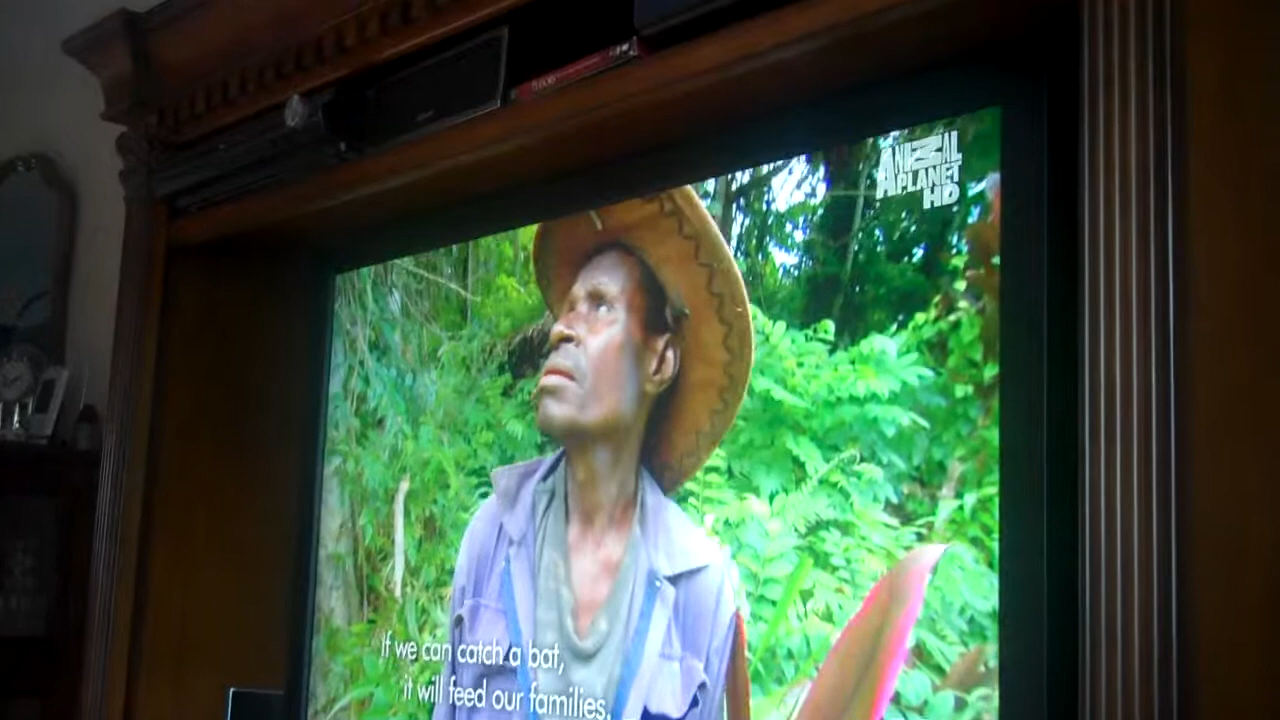 ANIMAL
PLANET
HD
If we can catch a bat,
it will feed our families.